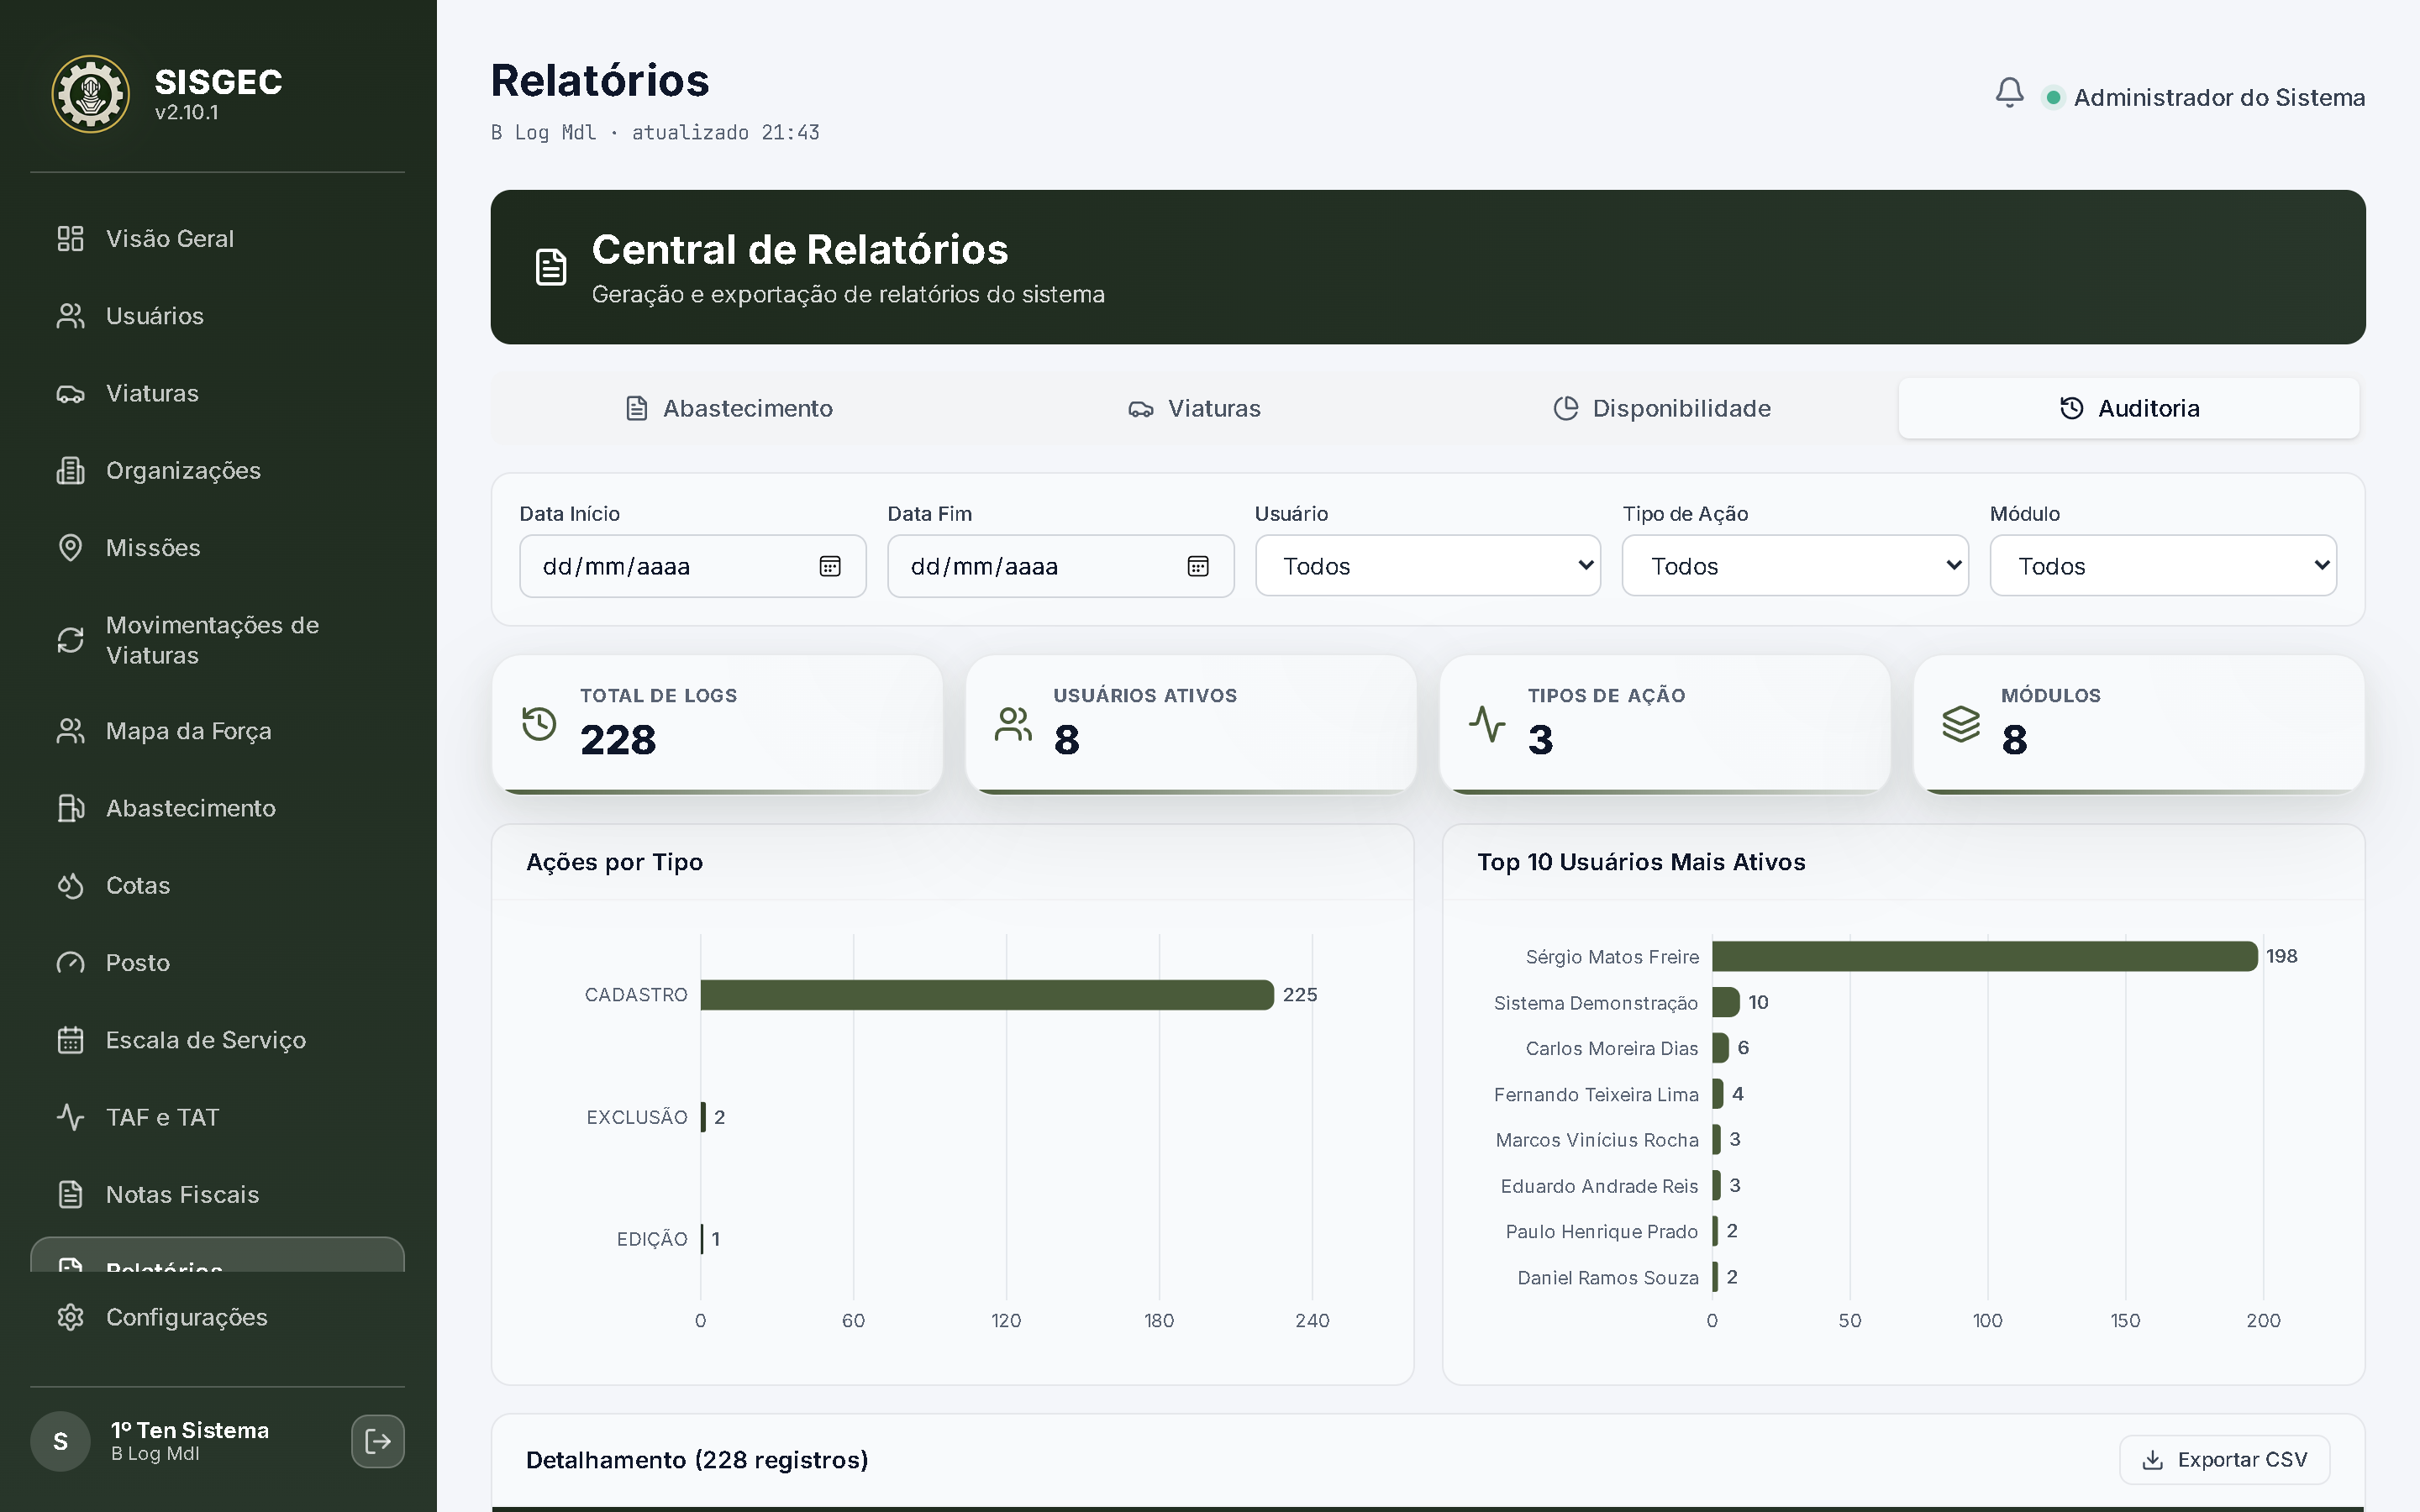 SISGEC
v2.10.1
Visão Geral
Usuários
Viaturas
Organizações
Missões
Movimentações de
Viaturas
Mapa da Força
Abastecimento
Cotas
Posto
Escala de Serviço
TAF e TAT
Notas Fiscais
Relatórios
Configurações
S
1º Ten Sistema
B Log Mdl
Relatórios
B Log Mdl · atualizado 21:43
Administrador do Sistema
Central de Relatórios
Geração e exportação de relatórios do sistema
Abastecimento
Viaturas
Disponibilidade
Auditoria
Data Início
Data Fim
Usuário
Tipo de Ação
Módulo
dd/mm/aaaa
dd/mm/aaaa
Todos
Todos
Todos
TOTAL DE LOGS
228
USUÁRIOS ATIVOS
8
TIPOS DE AÇÃO
3
MÓDULOS
8
Ações por Tipo
CADASTRO 225
EXCLUSÃO 2
EDIÇÃO 1
0 60 120 180 240
Top 10 Usuários Mais Ativos
Sérgio Matos Freire 198
Sistema Demonstração 10
Carlos Moreira Dias 6
Fernando Teixeira Lima 4
Marcos Vinícius Rocha 3
Eduardo Andrade Reis 3
Paulo Henrique Prado 2
Daniel Ramos Souza 2
0 50 100 150 200
Detalhamento (228 registros)
Exportar CSV